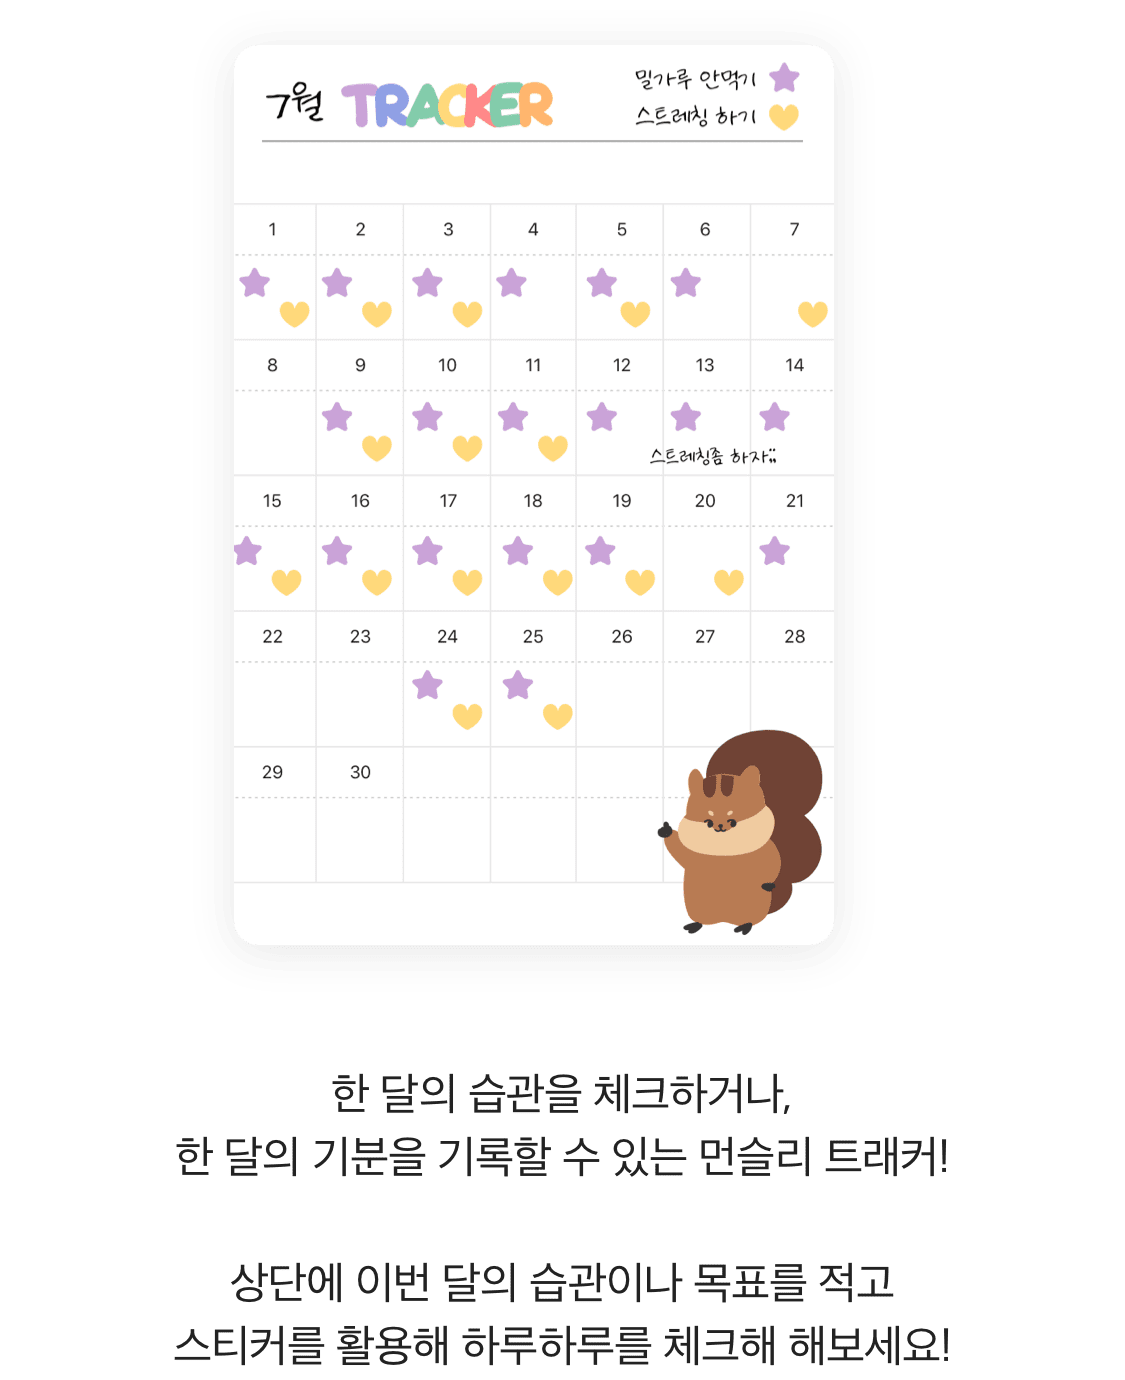 7월 TRACKER
밀가루 안먹기
스트레칭 하기
1 2 3 4 5 6 7
8 9 10 11 12 13 14
스트레칭좀 하자;;
15 16 17 18 19 20 21
22 23 24 25 26 27 28
29 30
한 달의 습관을 체크하거나,
한 달의 기분을 기록할 수 있는 먼슬리 트래커!
상단에 이번 달의 습관이나 목표를 적고
스티커를 활용해 하루하루를 체크해 해보세요!